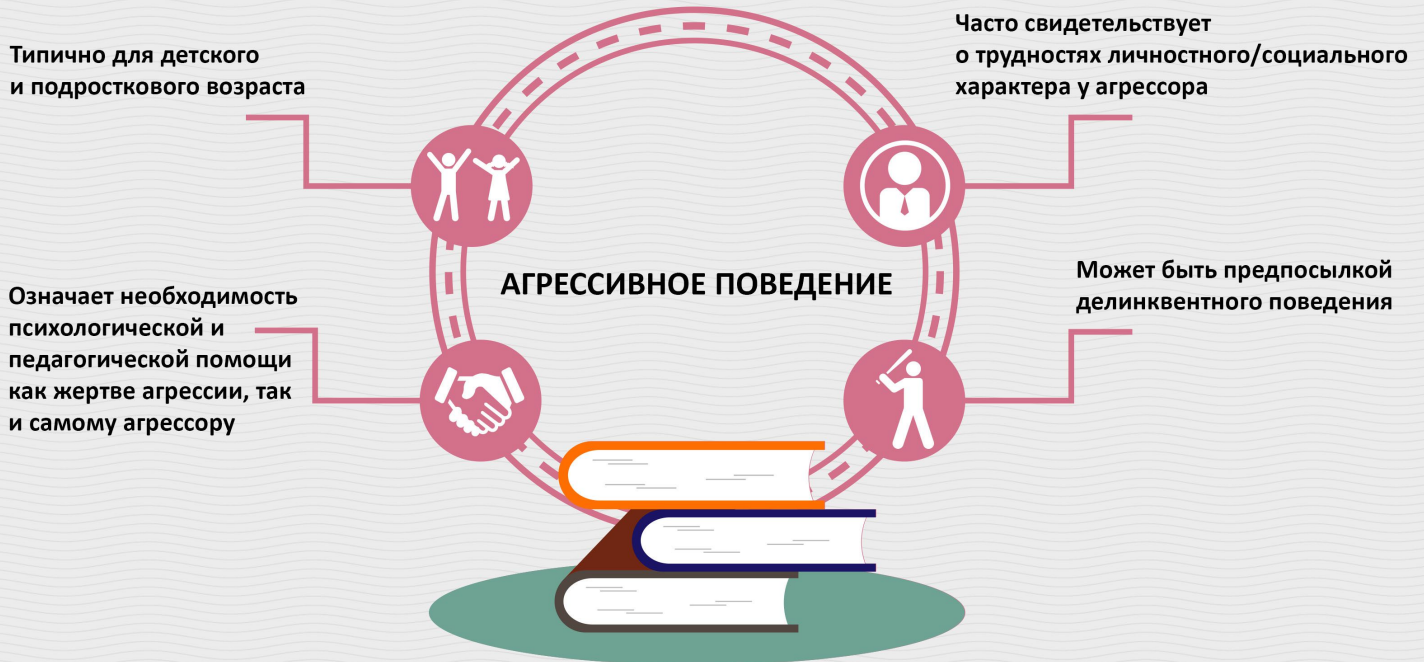 Типично для детского
и подросткового возраста
Часто свидетельствует
о трудностях личностного/социального
характера у агрессора
АГРЕССИВНОЕ ПОВЕДЕНИЕ
Означает необходимость
психологической и
педагогической помощи
как жертве агрессии, так
и самому агрессору
Может быть предпосылкой
делинквентного поведения